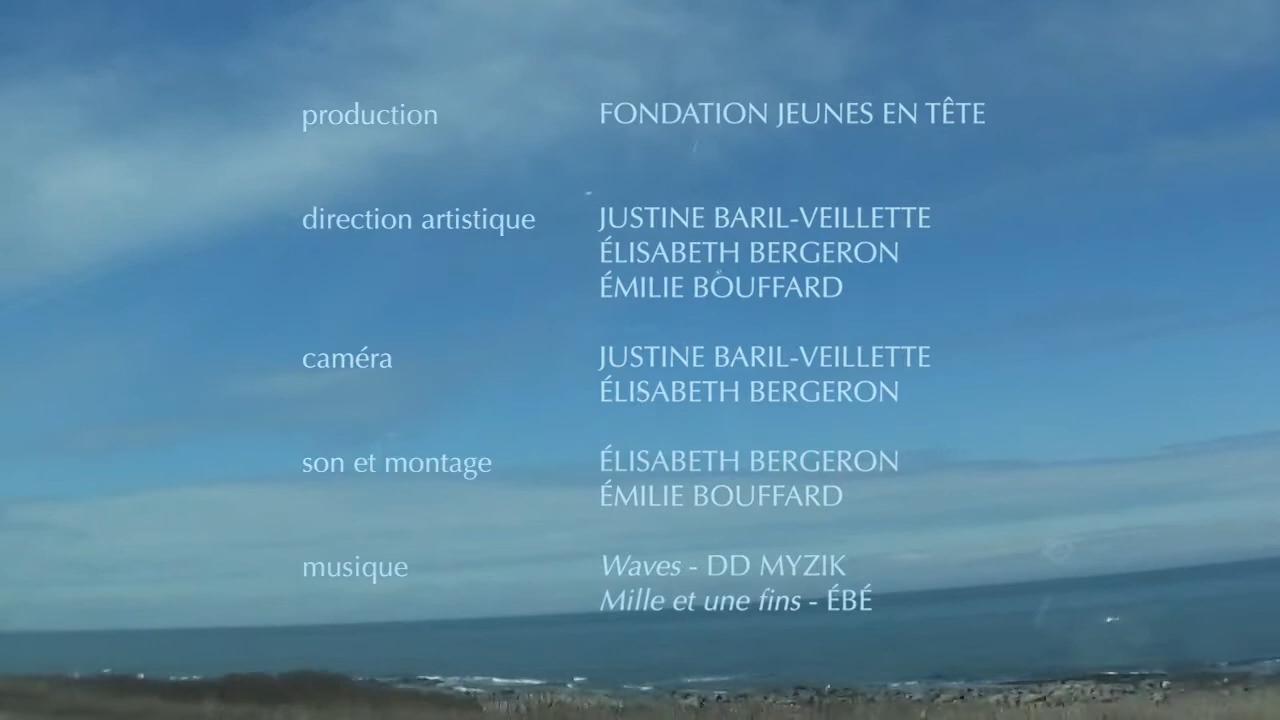 production FONDATION JEUNES EN TÊTE
direction artistique JUSTINE BARIL-VEILLETTE
ÉLISABETH BERGERON
ÉMILIE BOUFFARD
caméra JUSTINE BARIL-VEILLETTE
ÉLISABETH BERGERON
son et montage ÉLISABETH BERGERON
ÉMILIE BOUFFARD
musique Waves - DD MYZIK
Mille et une fins - ÉBÉ